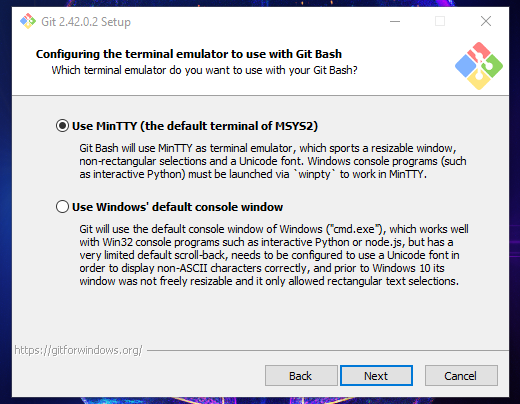 Git 2.42.0.2 Setup
Configuring the terminal emulator to use with Git Bash
Which terminal emulator do you want to use with your Git Bash?
Use MinTTY (the default terminal of MSYS2)
Git Bash will use MinTTY as terminal emulator, which sports a resizable window,
non-rectangular selections and a Unicode font. Windows console programs (such
as interactive Python) must be launched via `winpty` to work in MinTTY.
Use Windows' default console window
Git will use the default console window of Windows ("cmd.exe"), which works well
with Win32 console programs such as interactive Python or node.js, but has a
very limited default scroll-back, needs to be configured to use a Unicode font in
order to display non-ASCII characters correctly, and prior to Windows 10 its
window was not freely resizable and it only allowed rectangular text selections.
https://gitforwindows.org/
Back Next Cancel